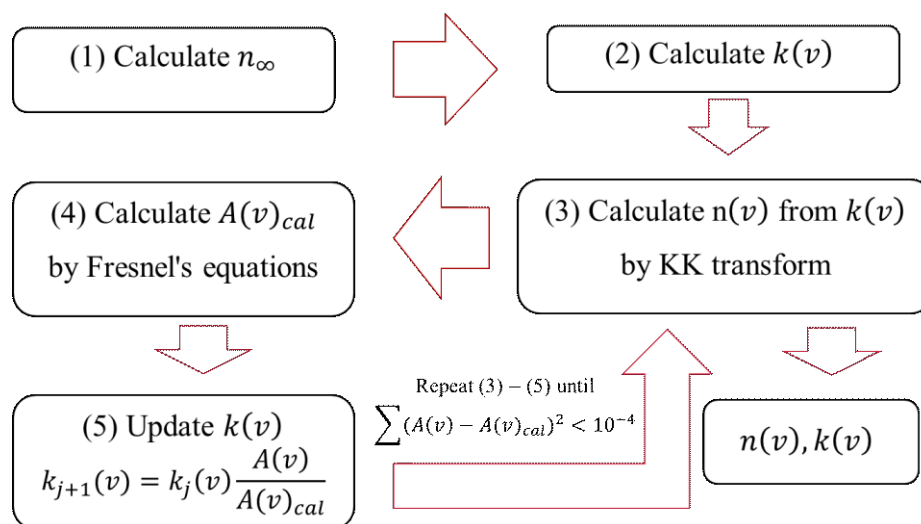 (1) Calculate n∞
(2) Calculate k(v)
(3) Calculate n(v) from k(v)
by KK transform
(4) Calculate A(v)cal
by Fresnel's equations
(5) Update k(v)
kj+1(v) = kj(v) A(v)/A(v)cal
Repeat (3) – (5) until
∑(A(v) − A(v)cal)² < 10⁻⁴
n(v), k(v)